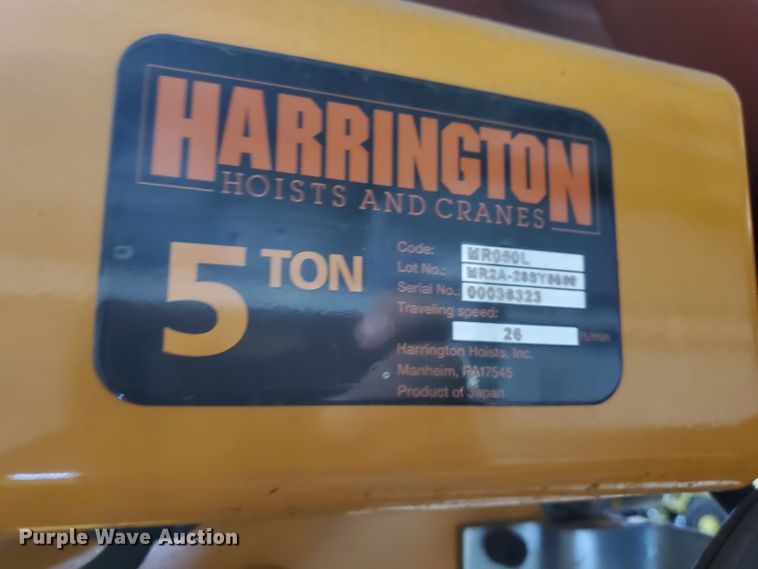 HARRINGTON
HOISTS AND CRANES
5 TON
Code: MR050L
Lot No.:
Serial No.: 00036323
Traveling speed:
26 ft/min
Harrington Hoists, Inc.
Manheim, PA17545
Product of Japan
Purple Wave Auction